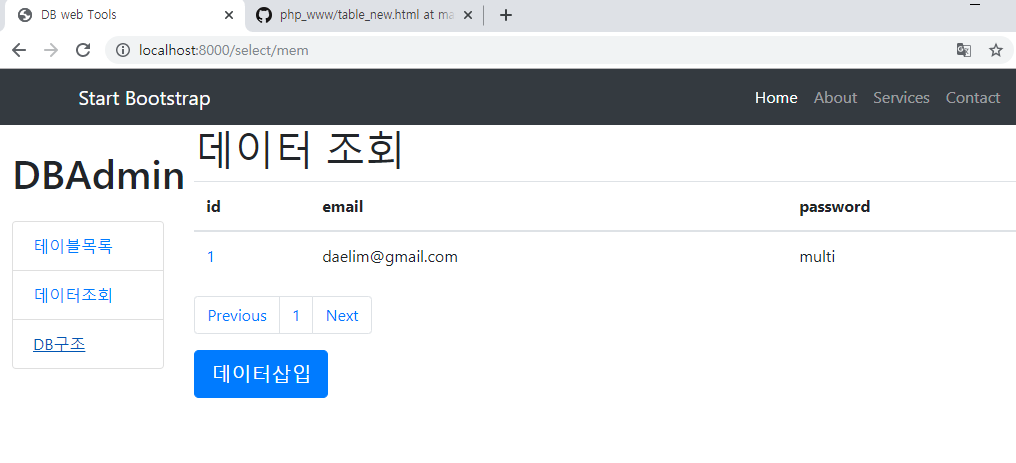 DB web Tools
php_www/table_new.html at ma
localhost:8000/select/mem
Start Bootstrap
Home About Services Contact
DBAdmin
테이블목록
데이터조회
DB구조
데이터 조회
id email password
1 daelim@gmail.com multi
Previous 1 Next
데이터삽입